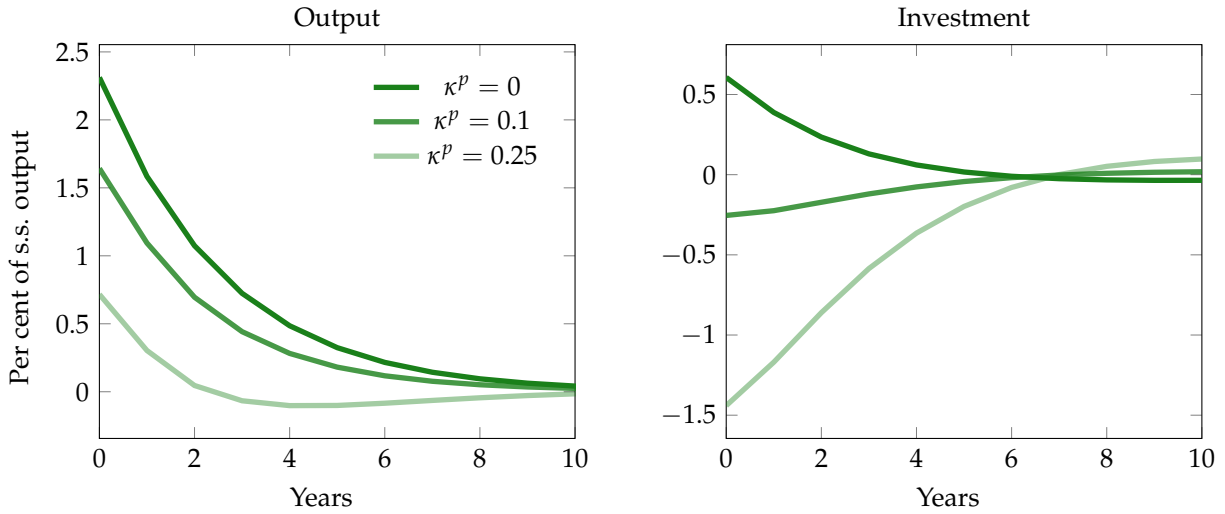 Output
Per cent of s.s. output
2.5
2
1.5
1
0.5
0
κ^p = 0
κ^p = 0.1
κ^p = 0.25
0 2 4 6 8 10
Years
Investment
0.5
0
−0.5
−1
−1.5
0 2 4 6 8 10
Years